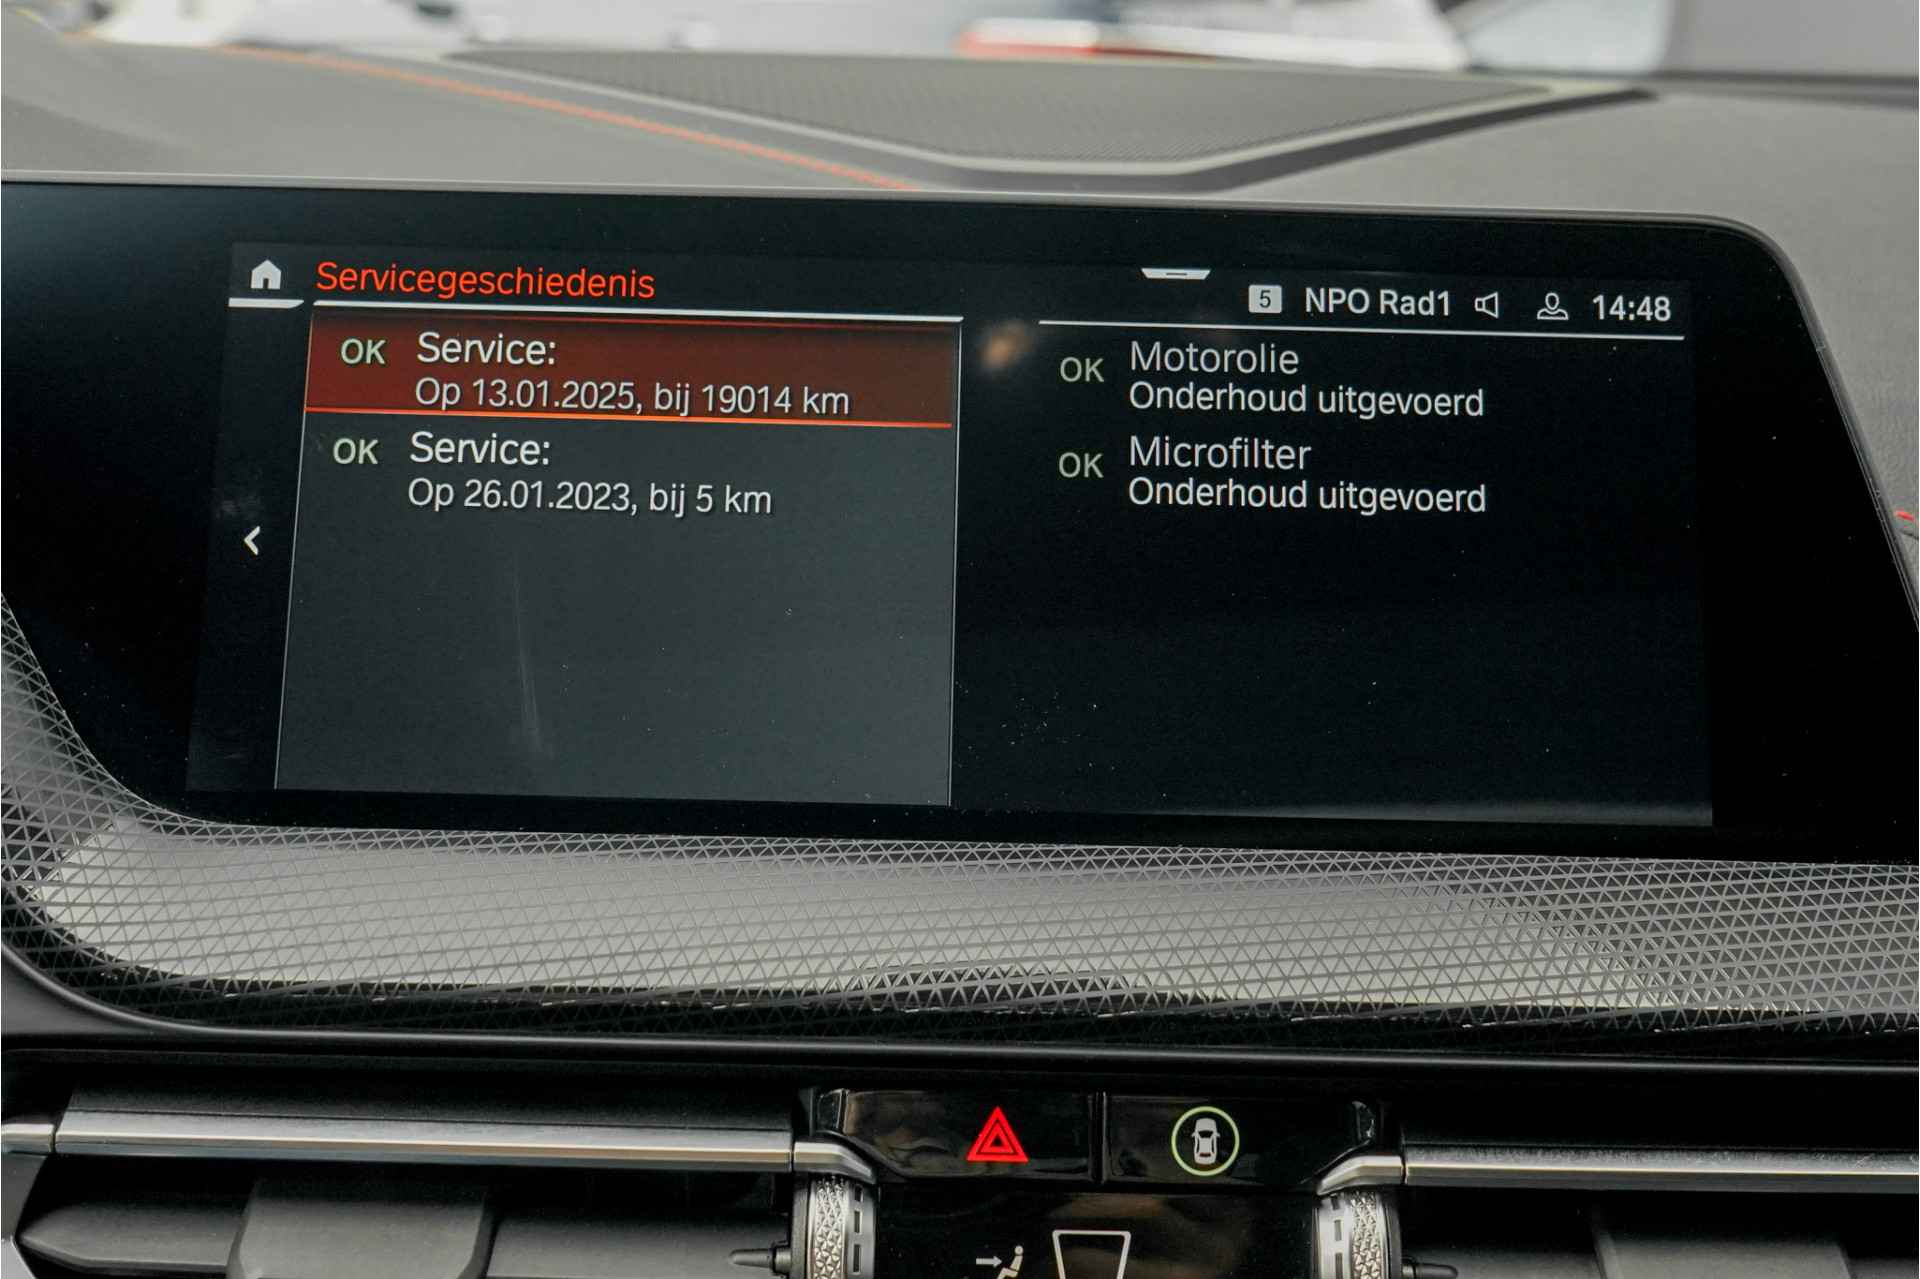 Servicegeschiedenis
5 NPO Rad1 14:48
OK Service:
Op 13.01.2025, bij 19014 km
OK Service:
Op 26.01.2023, bij 5 km
OK Motorolie
Onderhoud uitgevoerd
OK Microfilter
Onderhoud uitgevoerd